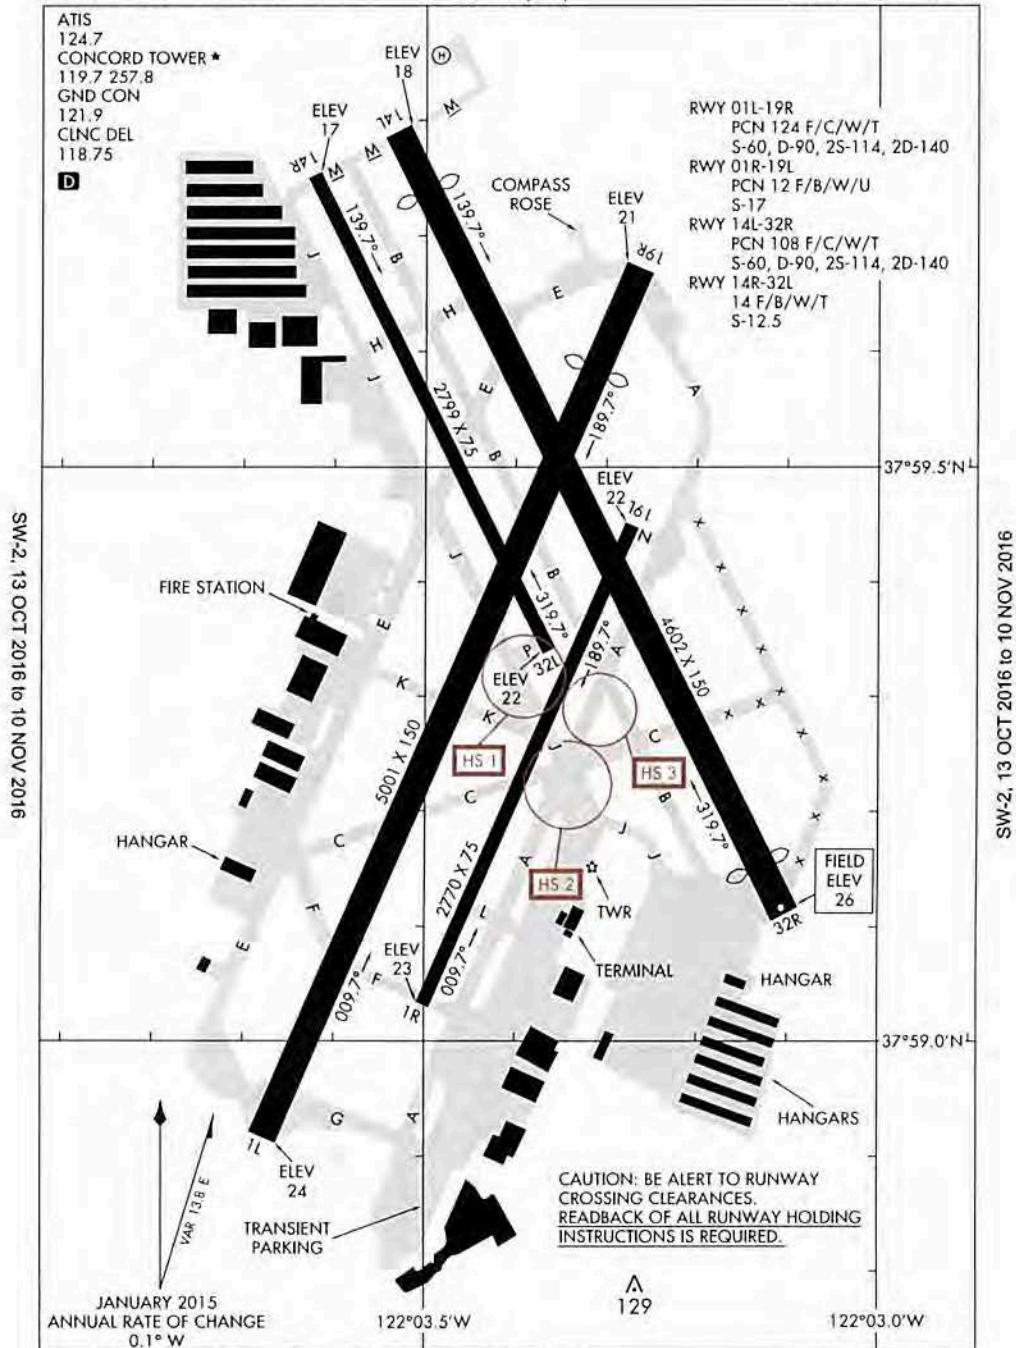 ATIS
124.7
CONCORD TOWER ★
119.7 257.8
GND CON
121.9
CLNC DEL
118.75
D
ELEV
18
H
ELEV
17
14L
14R
W
W
W
RWY 01L-19R
PCN 124 F/C/W/T
S-60, D-90, 2S-114, 2D-140
RWY 01R-19L
PCN 12 F/B/W/U
S-17
RWY 14L-32R
PCN 108 F/C/W/T
S-60, D-90, 2S-114, 2D-140
RWY 14R-32L
14 F/B/W/T
S-12.5
COMPASS
ROSE
ELEV
21
19R
139.7°
139.7°
J
B
H
E
H
J
E
A
2799 X 75
189.7°
B
37°59.5'N
ELEV
22
19L
N
J
B
FIRE STATION
319.7°
E
189.7°
A
4602 X 150
P
32L
ELEV
22
K
K
HS 1
J
C
HS 3
5001 X 150
C
C
B
319.7°
J
J
HANGAR
2770 X 75
A
HS 2
TWR
FIELD
ELEV
26
32R
F
L
E
ELEV
23
009.7°
F
009.7°
1R
TERMINAL
HANGAR
37°59.0'N
G
A
HANGARS
1L
ELEV
24
VAR 13.8 E
TRANSIENT
PARKING
CAUTION: BE ALERT TO RUNWAY
CROSSING CLEARANCES.
READBACK OF ALL RUNWAY HOLDING
INSTRUCTIONS IS REQUIRED.
129
JANUARY 2015
ANNUAL RATE OF CHANGE
0.1° W
122°03.5'W
122°03.0'W
SW-2, 13 OCT 2016 to 10 NOV 2016
SW-2, 13 OCT 2016 to 10 NOV 2016